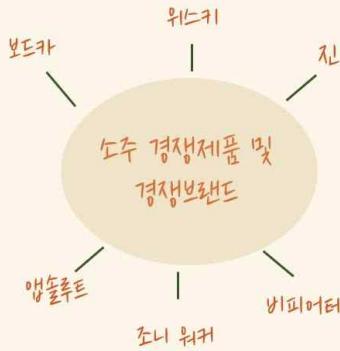 위스키
보드카
진
소주 경쟁제품 및
경쟁브랜드
앱솔루트
비피어터
조니 워커